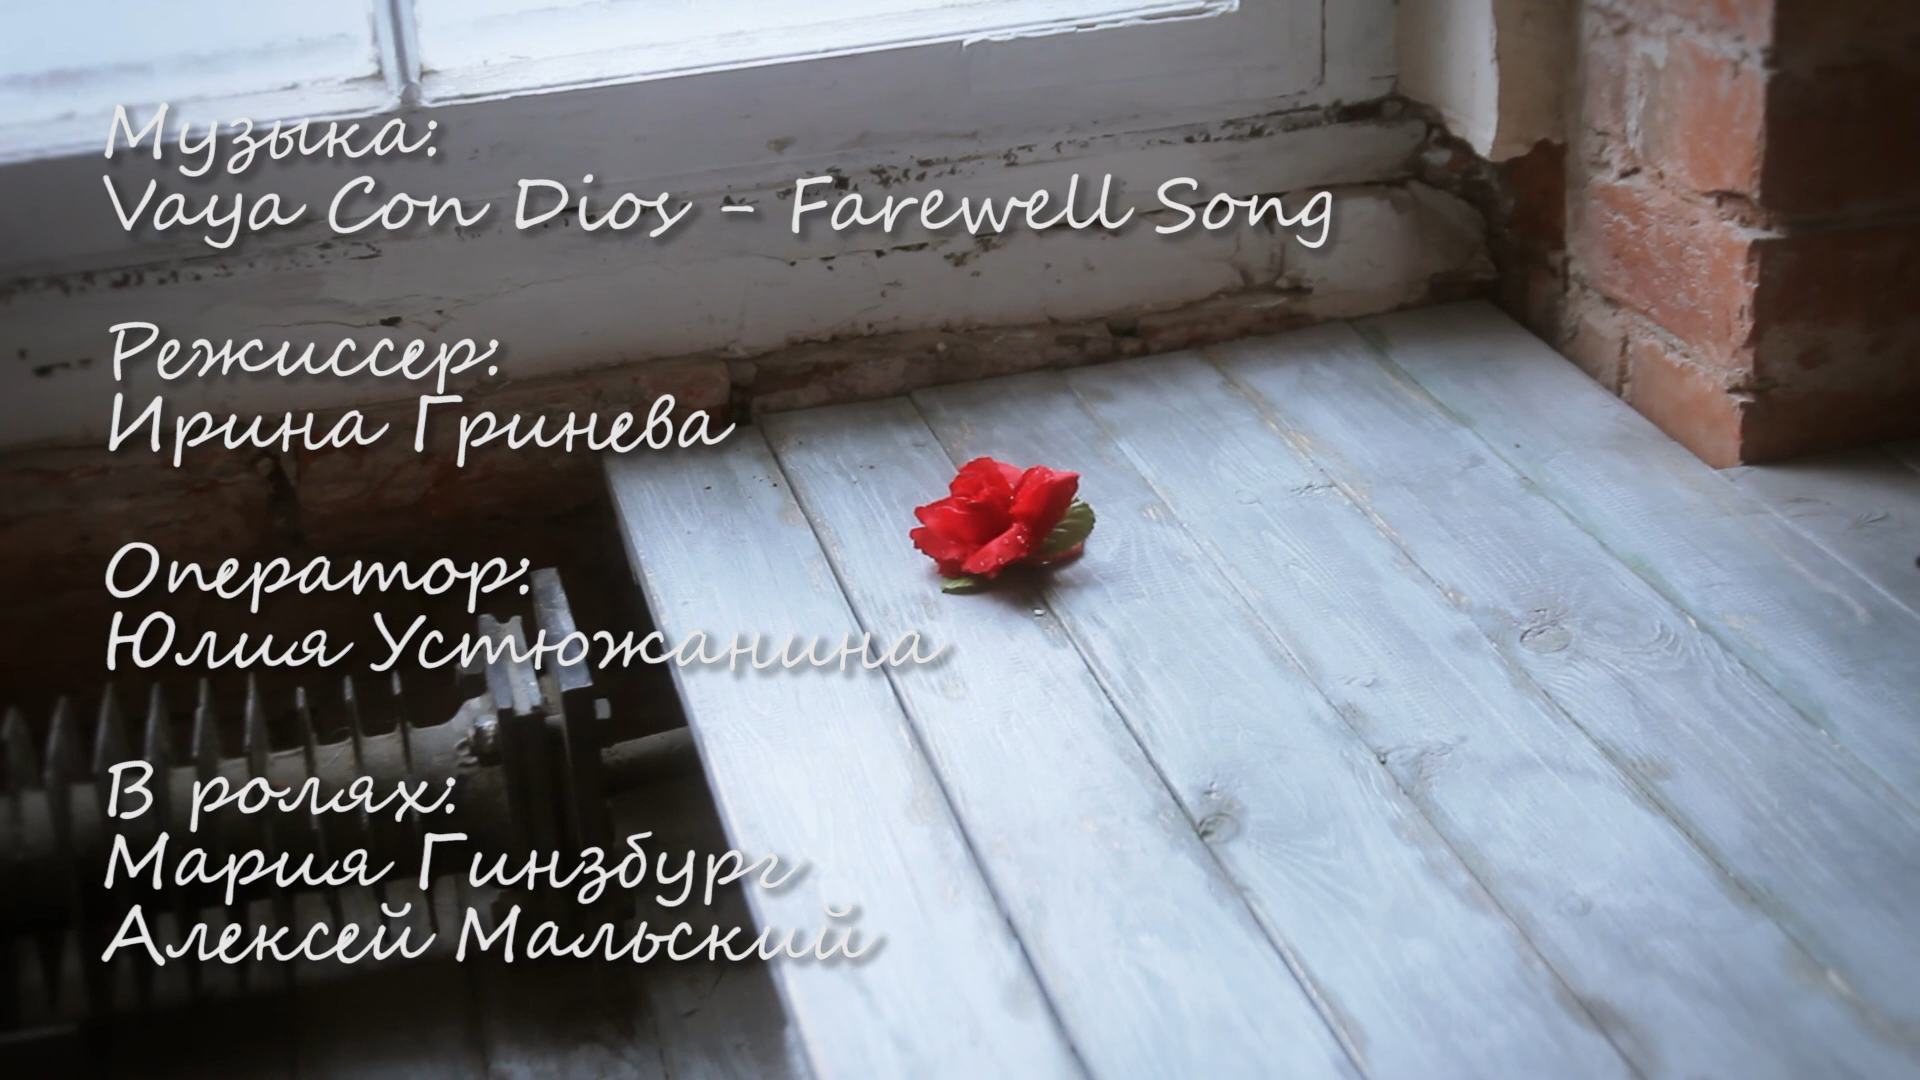 Музыка:
Vaya Con Dios - Farewell Song
Режиссер:
Ирина Гринева
Оператор:
Юлия Устюжанина
В ролях:
Мария Гинзбург
Алексей Мальский